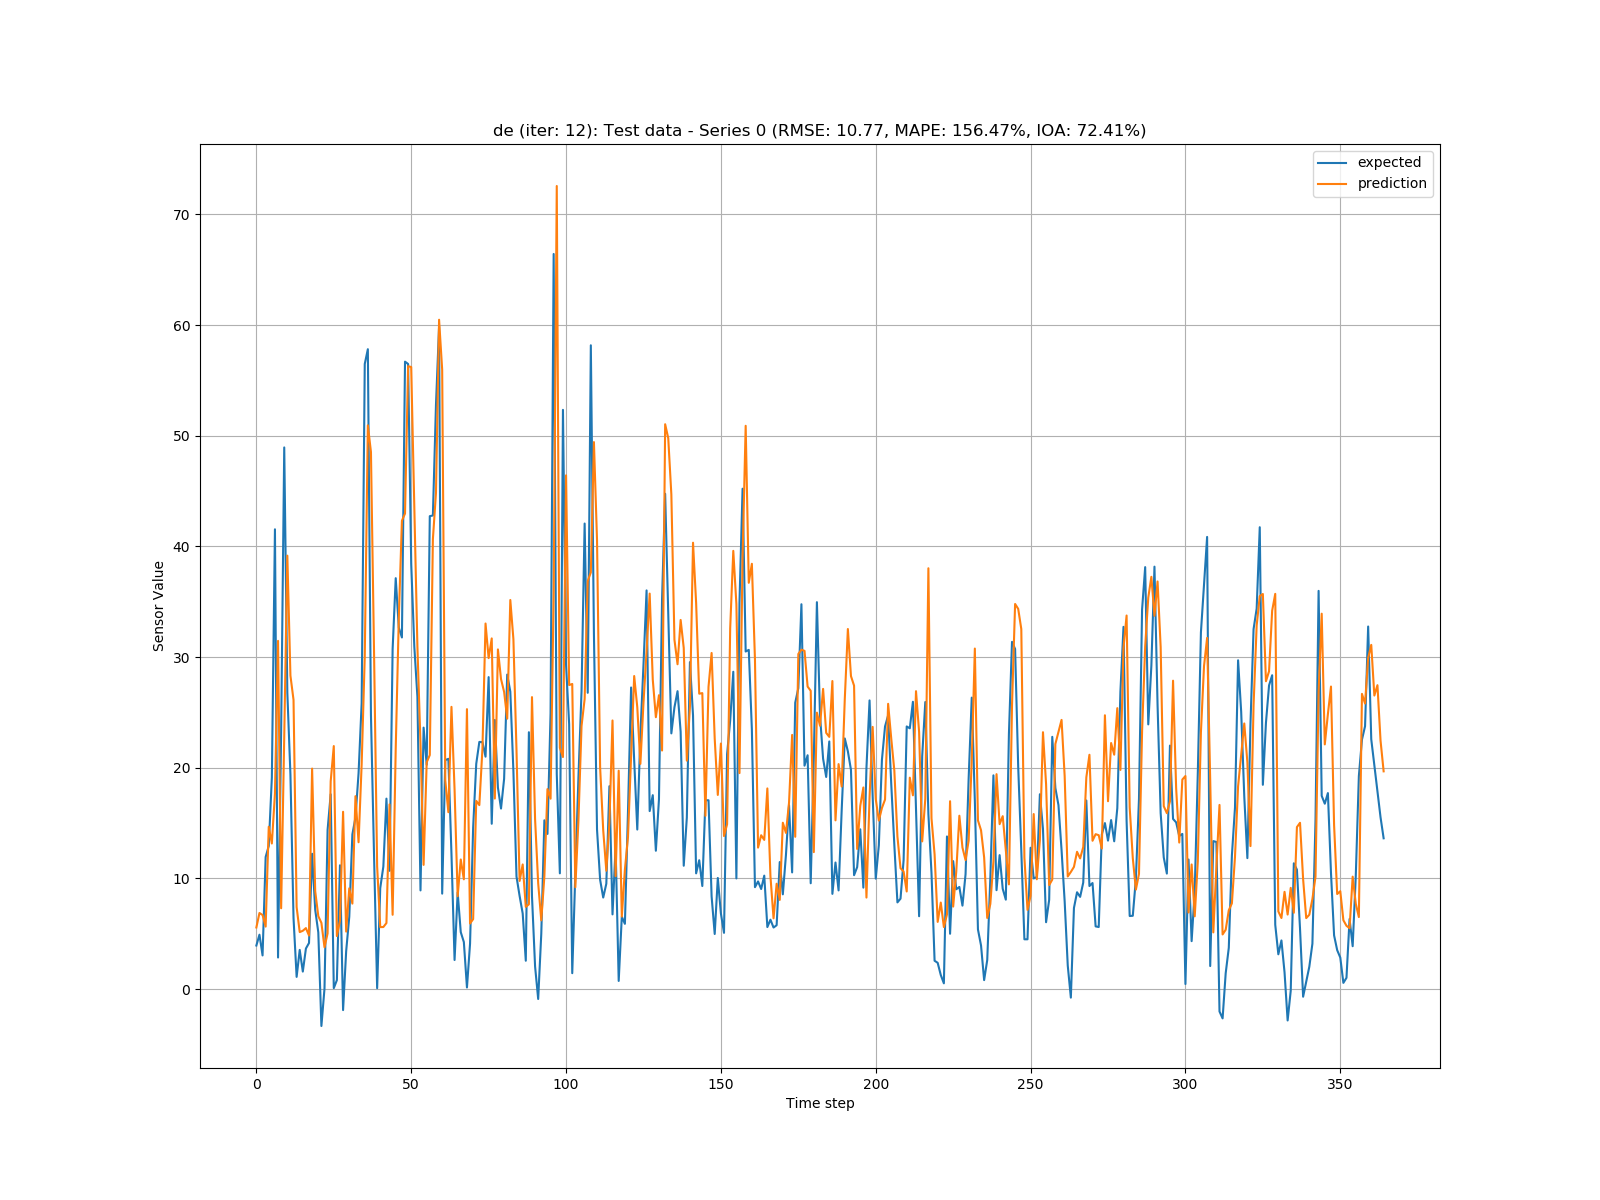 de (iter: 12): Test data - Series 0 (RMSE: 10.77, MAPE: 156.47%, IOA: 72.41%)
expected
prediction
70
60
50
40
30
20
10
0
Sensor Value
0 50 100 150 200 250 300 350
Time step